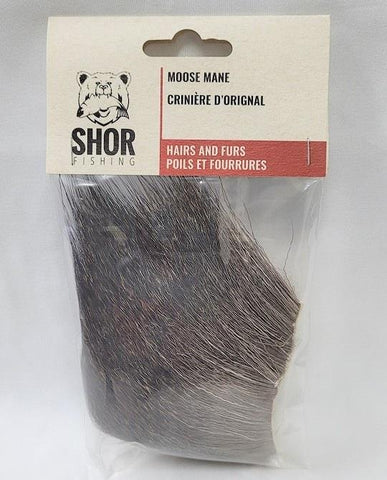 MOOSE MANE
CRINIÈRE D'ORIGNAL
SHOR
FISHING
HAIRS AND FURS
POILS ET FOURRURES